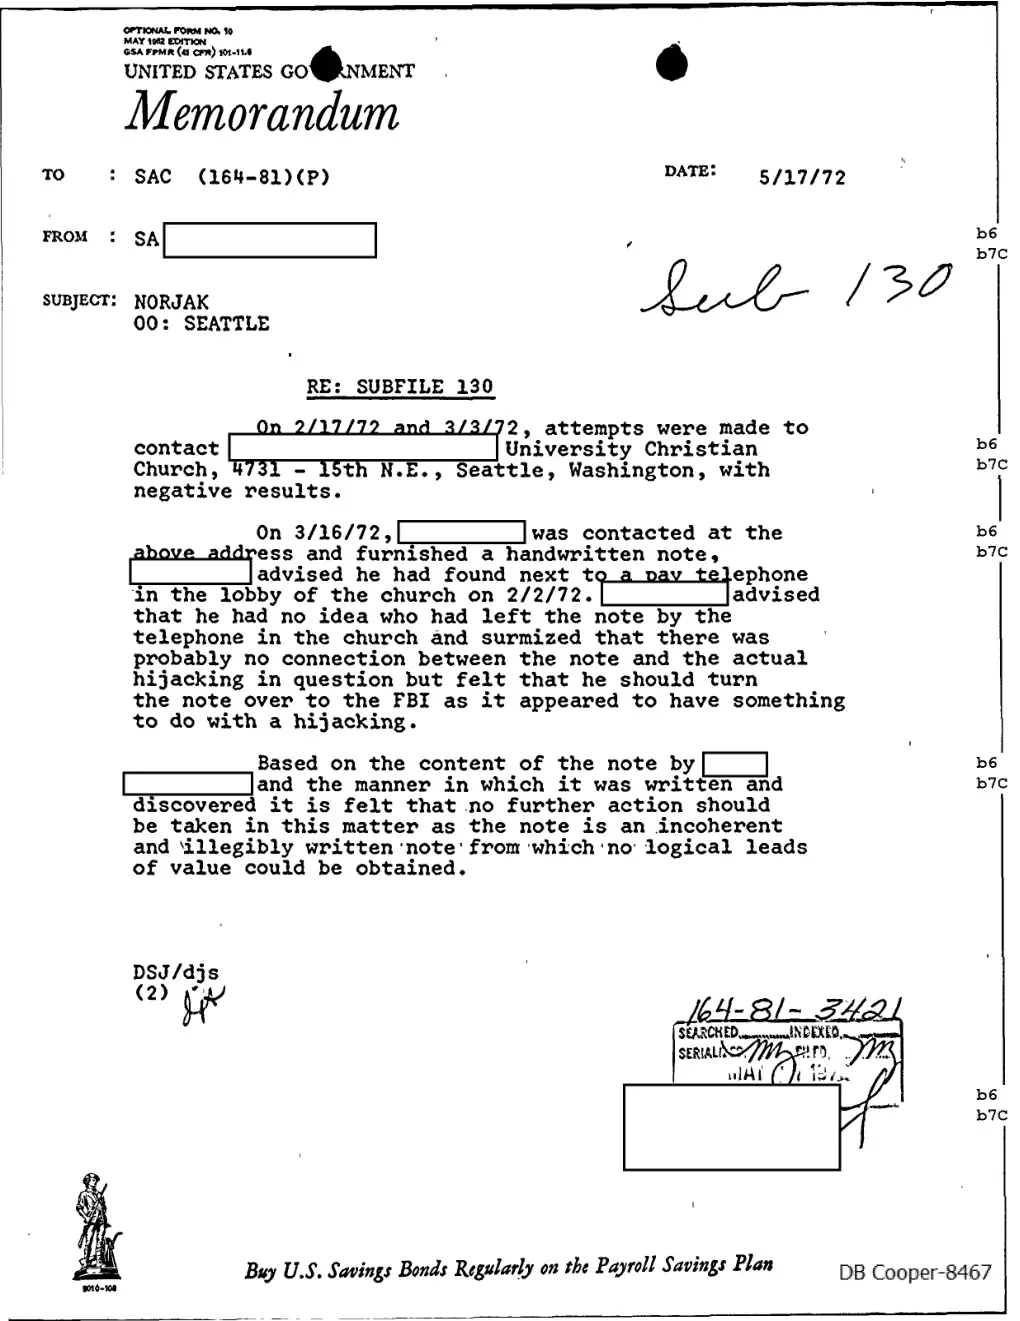 OPTIONAL FORM NO. 10
MAY 1962 EDITION
GSA FPMR (41 CFR) 101-11.6
UNITED STATES GO NMENT
Memorandum
TO : SAC (164-81)(P)
DATE: 5/17/72
FROM : SA
b6
b7C
Sub 130
SUBJECT: NORJAK
OO: SEATTLE
RE: SUBFILE 130
On 2/17/72 and 3/3/72, attempts were made to
contact University Christian
b6
Church, 4731 - 15th N.E., Seattle, Washington, with
b7C
negative results.
On 3/16/72, was contacted at the
b6
above address and furnished a handwritten note,
b7C
advised he had found next to a pay telephone
in the lobby of the church on 2/2/72. advised
that he had no idea who had left the note by the
telephone in the church and surmized that there was
probably no connection between the note and the actual
hijacking in question but felt that he should turn
the note over to the FBI as it appeared to have something
to do with a hijacking.
Based on the content of the note by
b6
and the manner in which it was written and
b7C
discovered it is felt that no further action should
be taken in this matter as the note is an incoherent
and illegibly written note from which no logical leads
of value could be obtained.
DSJ/djs
(2)
164-81-3421
SEARCHED INDEXED
SERIALIZED FILED
MAY 1972
b6
b7C
Buy U.S. Savings Bonds Regularly on the Payroll Savings Plan
5010-108
DB Cooper-8467